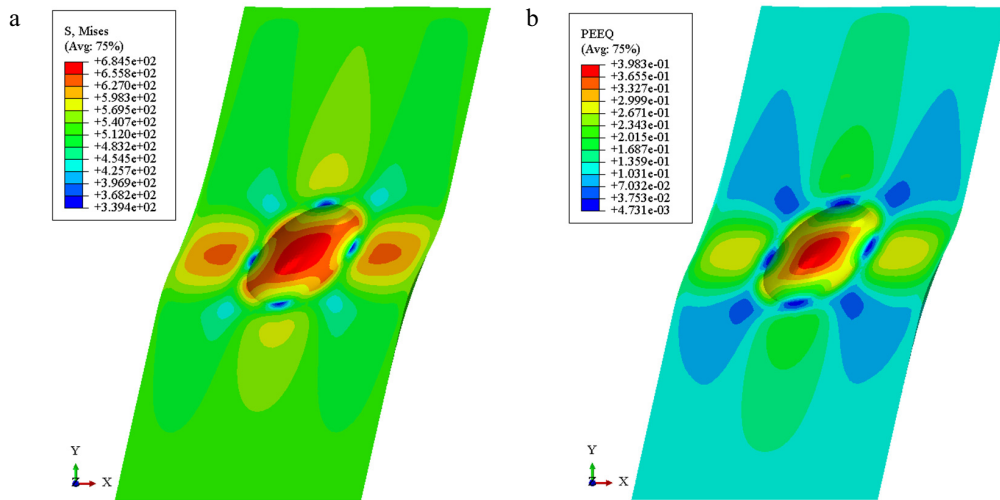 a
S, Mises
(Avg: 75%)
+6.845e+02
+6.558e+02
+6.270e+02
+5.983e+02
+5.695e+02
+5.407e+02
+5.120e+02
+4.832e+02
+4.545e+02
+4.257e+02
+3.969e+02
+3.682e+02
+3.394e+02
Y
Z
X
b
PEEQ
(Avg: 75%)
+3.983e-01
+3.655e-01
+3.327e-01
+2.999e-01
+2.671e-01
+2.343e-01
+2.015e-01
+1.687e-01
+1.359e-01
+1.031e-01
+7.032e-02
+3.753e-02
+4.731e-03
Y
Z
X